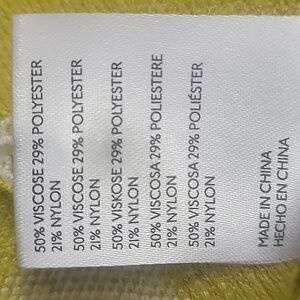 50% VISCOSE 29% POLYESTER
21% NYLON
50% VISCOSE 29% POLYESTER
21% NYLON
50% VISKOSE 29% POLYESTER
21% NYLON
50% VISCOSA 29% POLIESTERE
21% NYLON
50% VISCOSA 29% POLIÉSTER
21% NYLON
MADE IN CHINA
HECHO EN CHINA